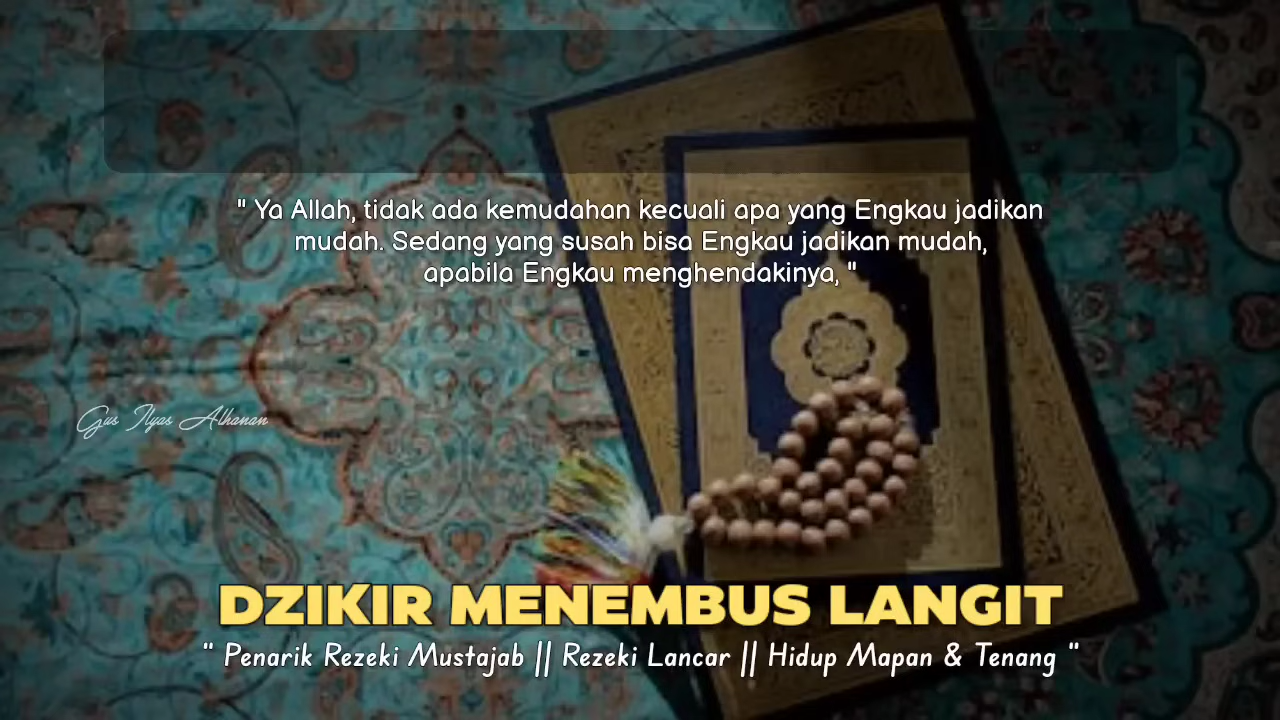 " Ya Allah, tidak ada kemudahan kecuali apa yang Engkau jadikan
mudah. Sedang yang susah bisa Engkau jadikan mudah,
apabila Engkau menghendakinya, "
Gus Ilyas Alhanan
DZIKIR MENEMBUS LANGIT
" Penarik Rezeki Mustajab || Rezeki Lancar || Hidup Mapan & Tenang "